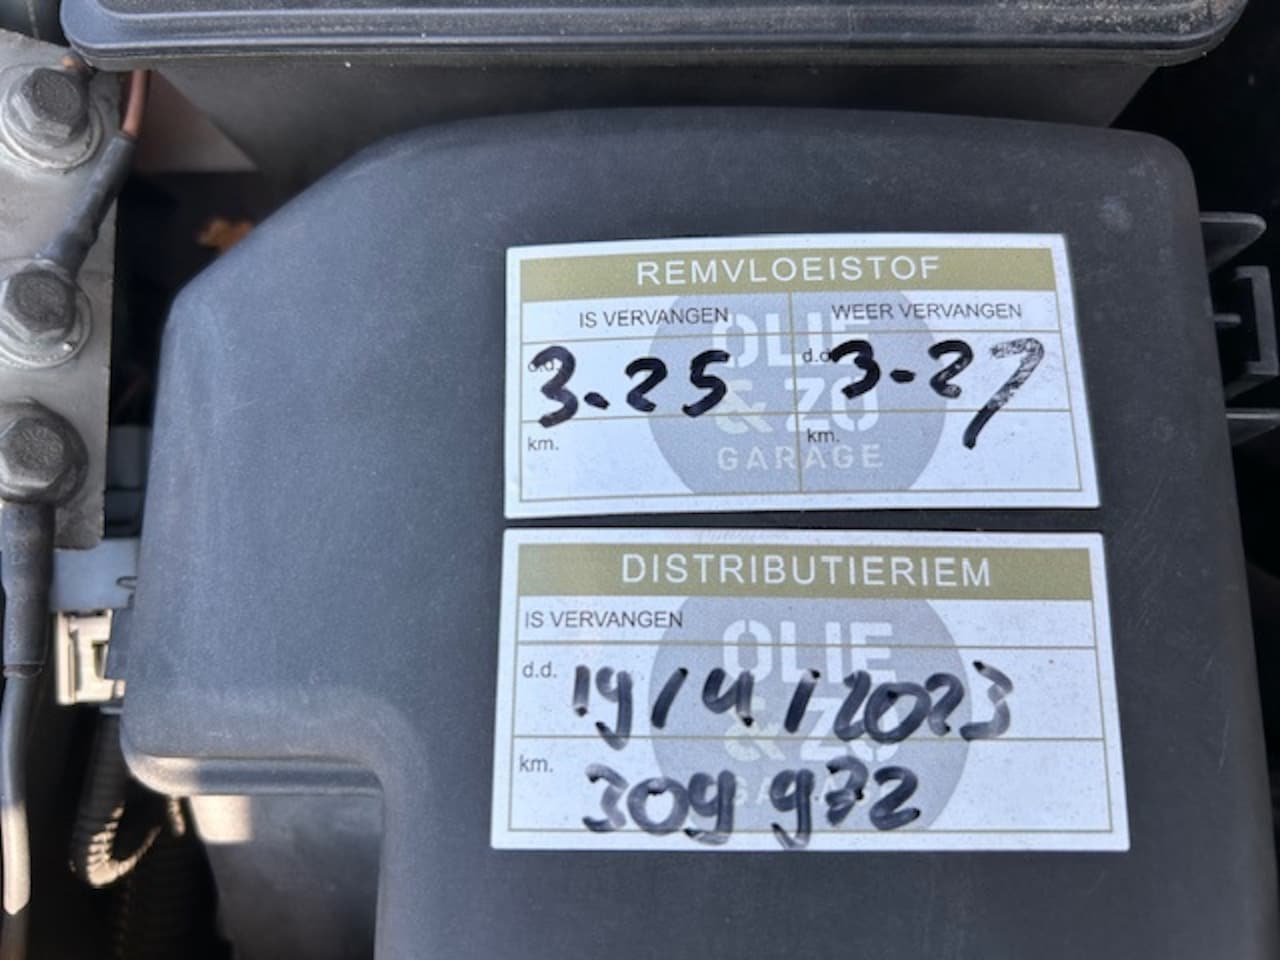 REMVLOEISTOF
IS VERVANGEN WEER VERVANGEN
d.d. 3-25 d.d. 3-27
km. km.
OLIE
& ZO
GARAGE
DISTRIBUTIERIEM
IS VERVANGEN
d.d. 19/4/2023
km. 309 972
OLIE
& ZO